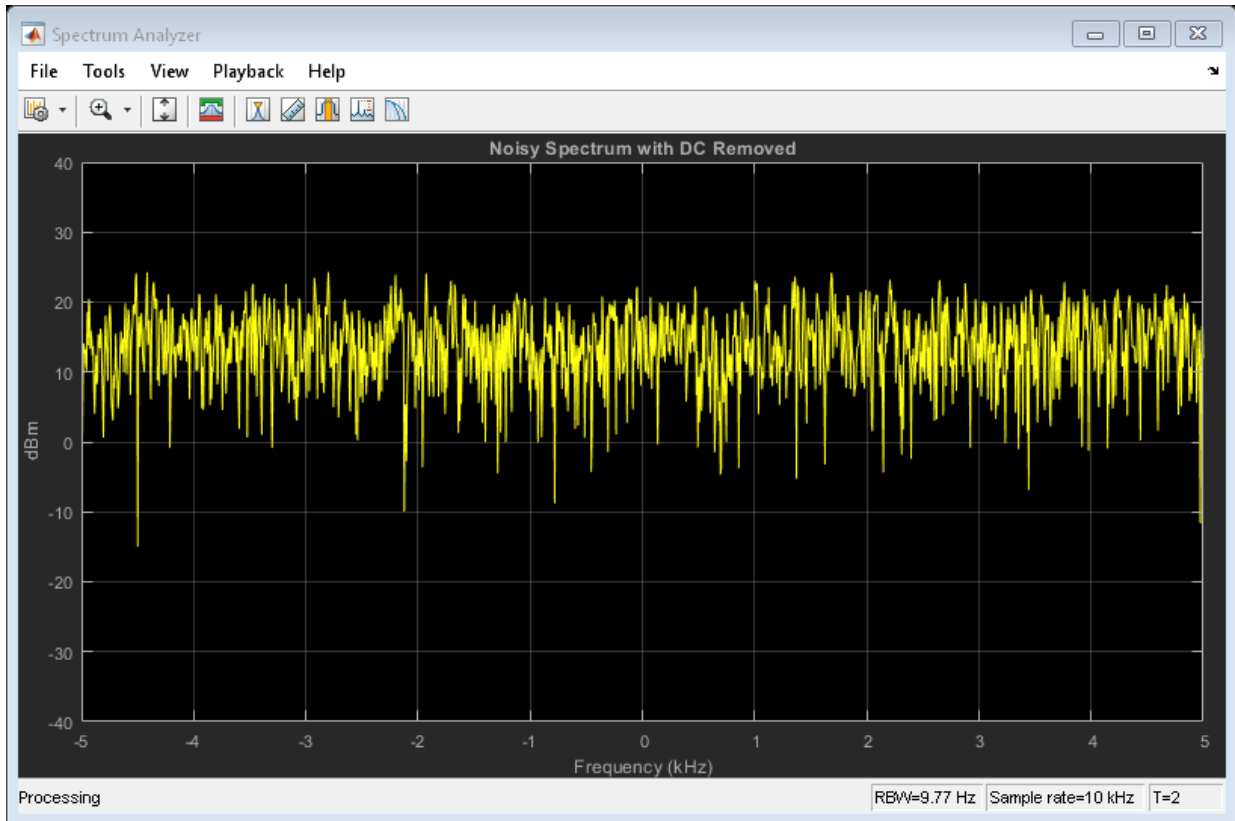 Spectrum Analyzer
File Tools View Playback Help
Noisy Spectrum with DC Removed
40
30
20
10
0
-10
-20
-30
-40
dBm
-5 -4 -3 -2 -1 0 1 2 3 4 5
Frequency (kHz)
Processing RBW=9.77 Hz Sample rate=10 kHz T=2